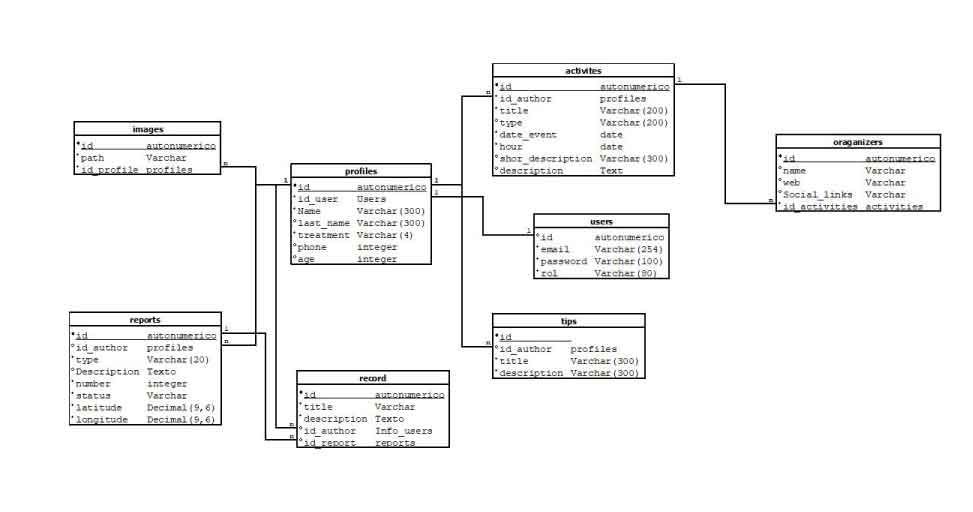 activites
id autonumerico
id_author profiles
title Varchar(200)
type Varchar(200)
date_event date
hour date
shor_description Varchar(300)
description Text
1
n
images
id autonumerico
path Varchar
id_profile profiles
n
oraganizers
id autonumerico
name Varchar
web Varchar
Social_links Varchar
id_activities activities
n
profiles
id autonumerico
id_user Users
Name Varchar(300)
last_name Varchar(300)
treatment Varchar(4)
phone integer
age integer
1
1
1
users
id autonumerico
email Varchar(254)
password Varchar(100)
rol Varchar(80)
1
reports
id autonumerico
id_author profiles
type Varchar(20)
Description Texto
number integer
status Varchar
latitude Decimal(9,6)
longitude Decimal(9,6)
1
n
tips
id
id_author profiles
title Varchar(300)
description Varchar(300)
n
record
id autonumerico
title Varchar
description Texto
id_author Info_users
id_report reports
n
n